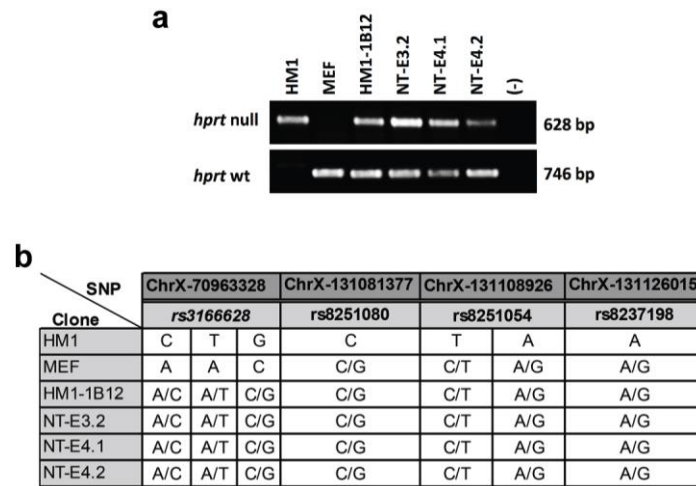 a
HM1 MEF HM1-1B12 NT-E3.2 NT-E4.1 NT-E4.2 (-)
hprt null 628 bp
hprt wt 746 bp
b
SNP ChrX-70963328 ChrX-131081377 ChrX-131108926 ChrX-131126015
Clone rs3166628 rs8251080 rs8251054 rs8237198
HM1 C T G C T A A
MEF A A C C/G C/T A/G A/G
HM1-1B12 A/C A/T C/G C/G C/T A/G A/G
NT-E3.2 A/C A/T C/G C/G C/T A/G A/G
NT-E4.1 A/C A/T C/G C/G C/T A/G A/G
NT-E4.2 A/C A/T C/G C/G C/T A/G A/G